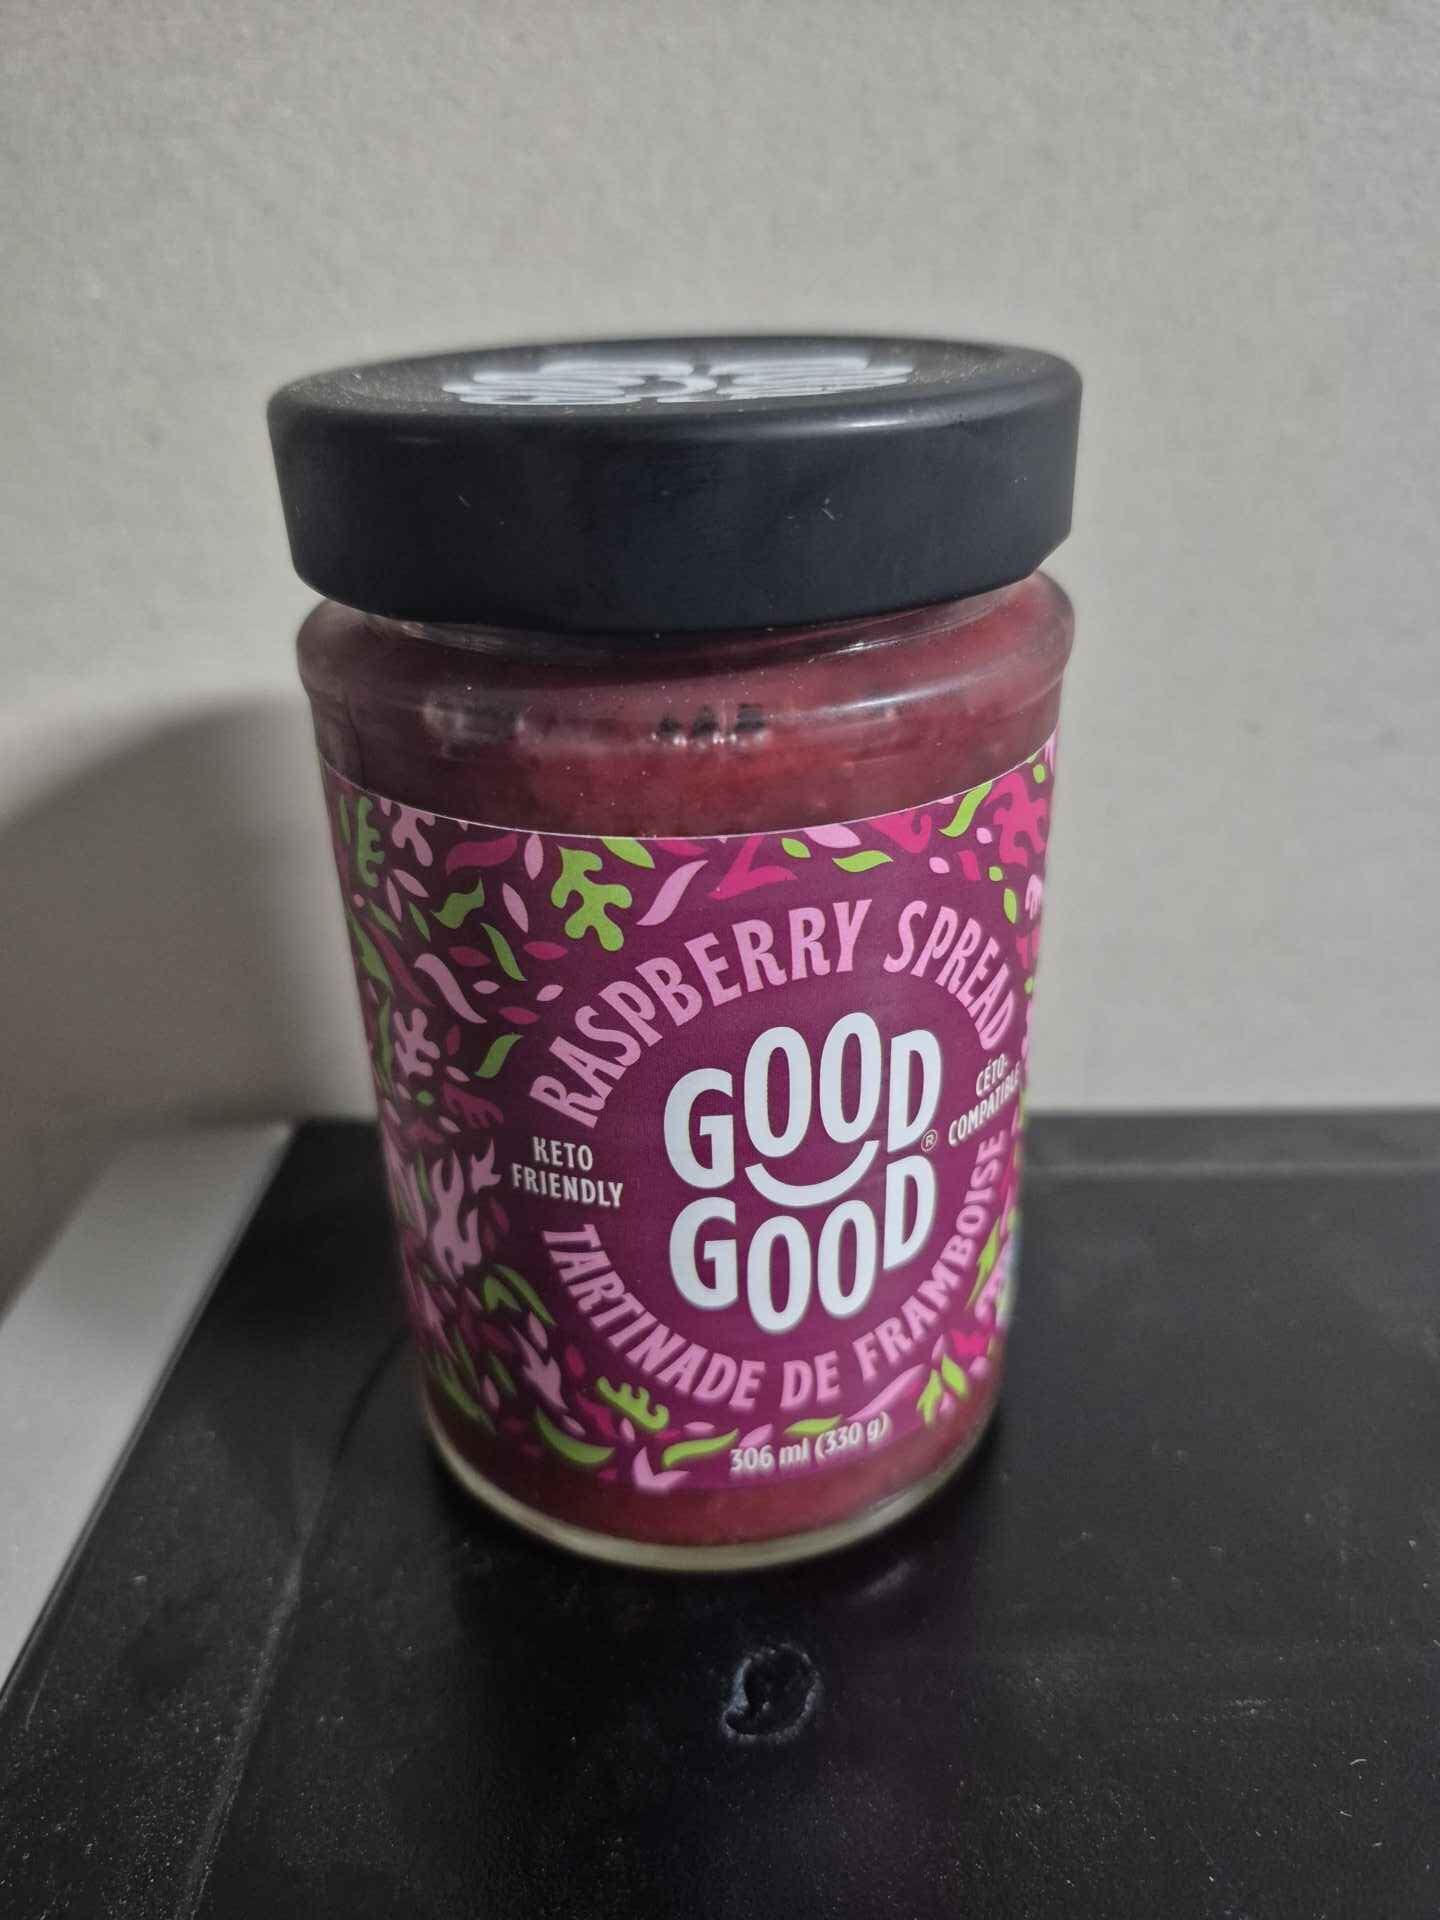 RASPBERRY SPREAD
GOOD
GOOD®
KETO
FRIENDLY
CÉTO-
COMPATIBLE
TARTINADE DE FRAMBOISE
306 ml (330 g)